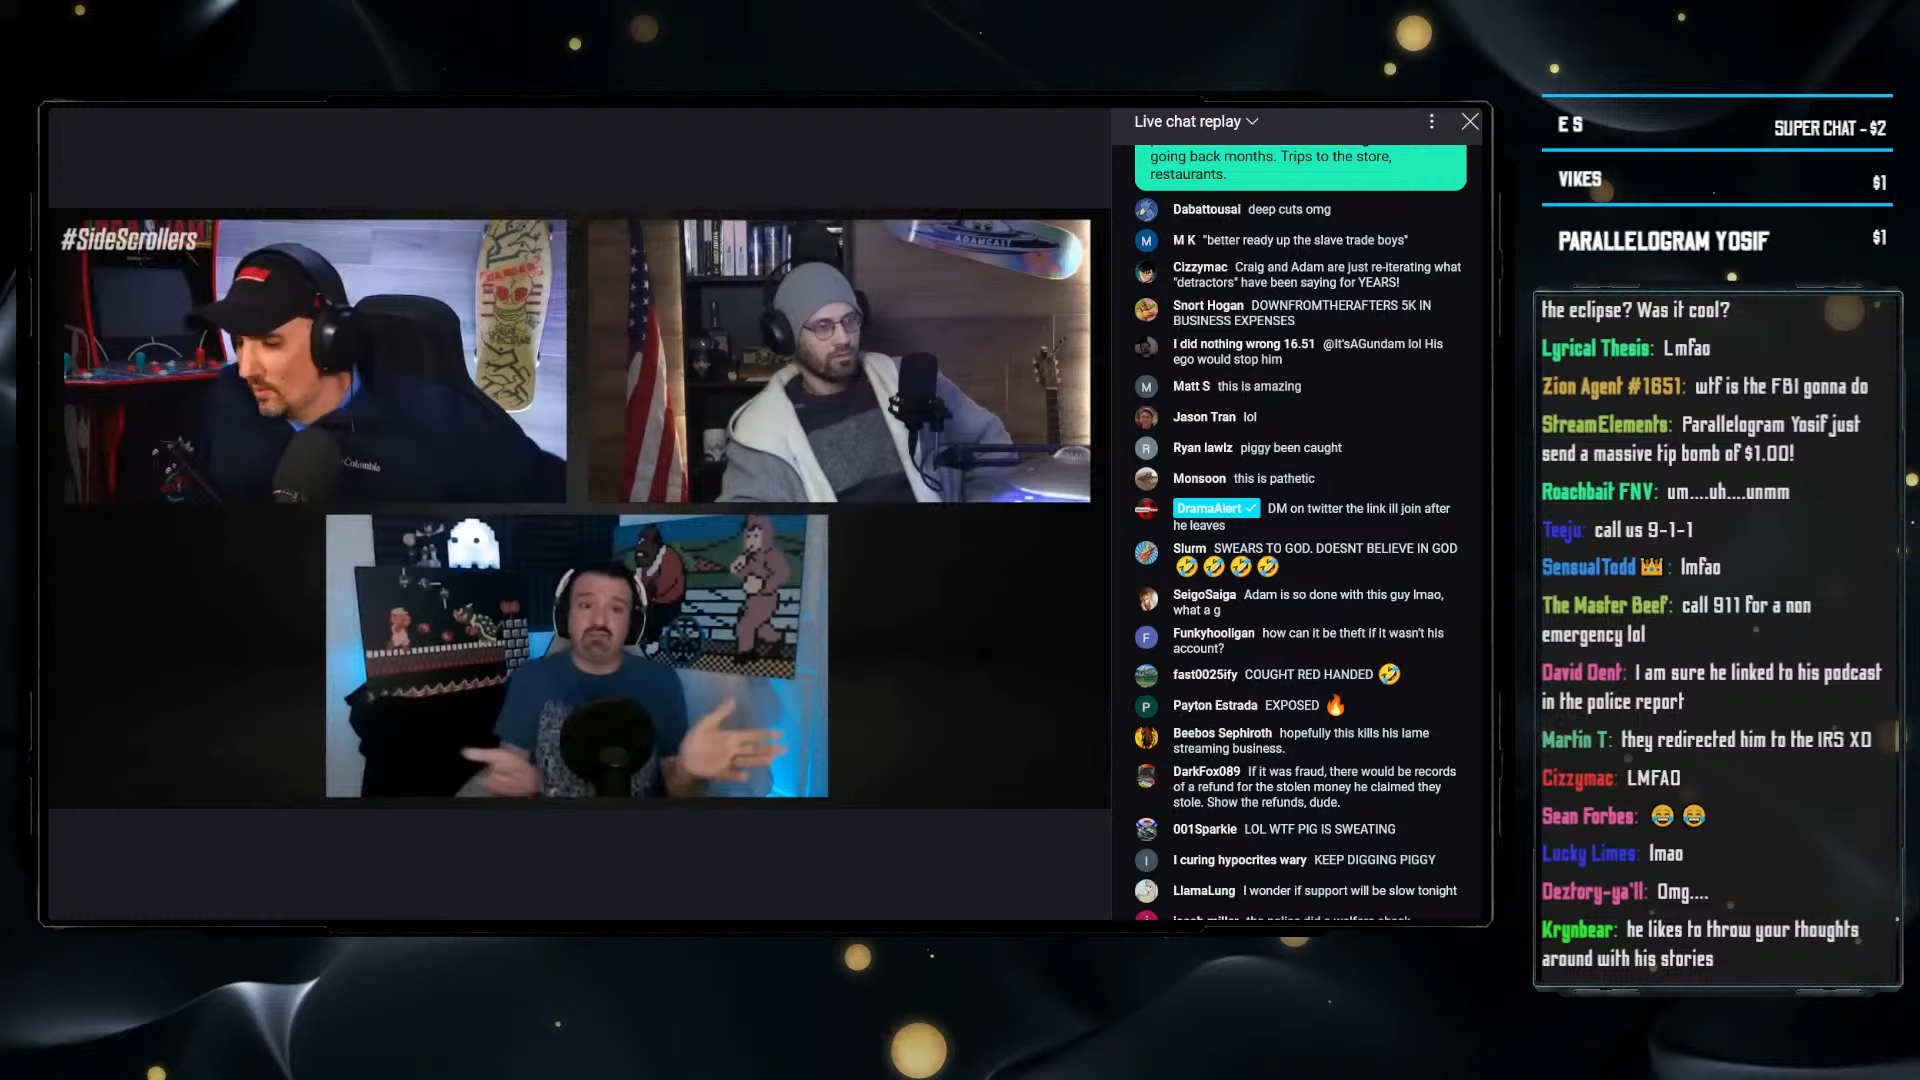 #SideScrollers
ADAMCAST
Columbia
Live chat replay
going back months. Trips to the store,
restaurants.
Dabattousai deep cuts omg
M K "better ready up the slave trade boys"
Cizzymac Craig and Adam are just re-iterating what
"detractors" have been saying for YEARS!
Snort Hogan DOWNFROMTHERAFTERS 5K IN
BUSINESS EXPENSES
I did nothing wrong 16.51 @It'sAGundam lol His
ego would stop him
M
Matt S this is amazing
Jason Tran lol
R
Ryan lawlz piggy been caught
Monsoon this is pathetic
DramaAlert DM on twitter the link ill join after
he leaves
Slurm SWEARS TO GOD. DOESNT BELIEVE IN GOD
🤣🤣🤣🤣
SeigoSaiga Adam is so done with this guy lmao,
what a g
F
Funkyhooligan how can it be theft if it wasn't his
account?
fast0025ify COUGHT RED HANDED 🤣
P
Payton Estrada EXPOSED 🔥
Beebos Sephiroth hopefully this kills his lame
streaming business.
DarkFox089 If it was fraud, there would be records
of a refund for the stolen money he claimed they
stole. Show the refunds, dude.
001Sparkie LOL WTF PIG IS SWEATING
I
I curing hypocrites wary KEEP DIGGING PIGGY
LlamaLung I wonder if support will be slow tonight
E S SUPER CHAT - $2
VIKES $1
PARALLELOGRAM YOSIF $1
the eclipse? Was it cool?
Lyrical Thesis: Lmfao
Zion Agent #1651: wtf is the FBI gonna do
StreamElements: Parallelogram Yosif just
send a massive tip bomb of $1.00!
Roachbait FNV: um....uh....unmm
Teeju: call us 9-1-1
SensualTodd 👑 : lmfao
The Master Beef: call 911 for a non
emergency lol
David Dent: I am sure he linked to his podcast
in the police report
Martin T: they redirected him to the IRS XD
Cizzymac: LMFAO
Sean Forbes: 😂 😂
Lucky Limes: lmao
Deztory-ya'll: Omg....
Krynbear: he likes to throw your thoughts
around with his stories